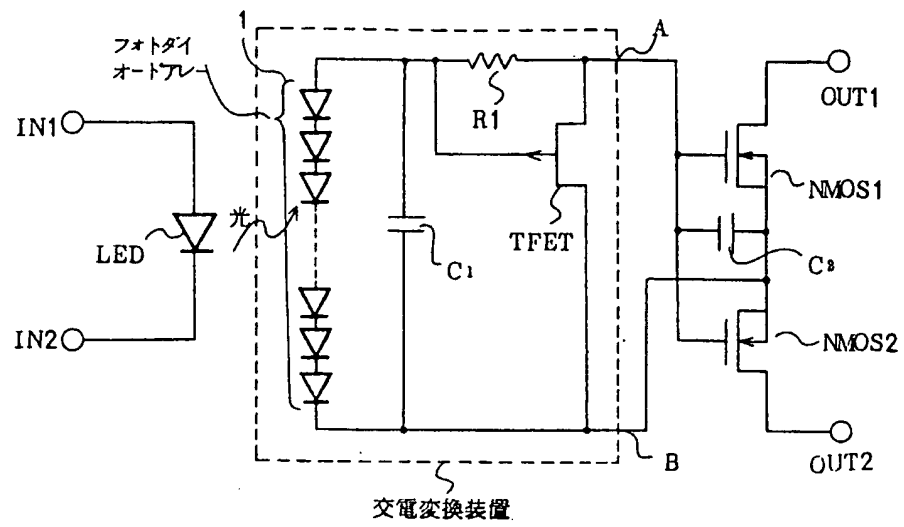 1
フォトダイ
オードアレー
IN1
LED
IN2
光
R1
C1
TFET
A
B
OUT1
NMOS1
C3
NMOS2
OUT2
交電変換装置